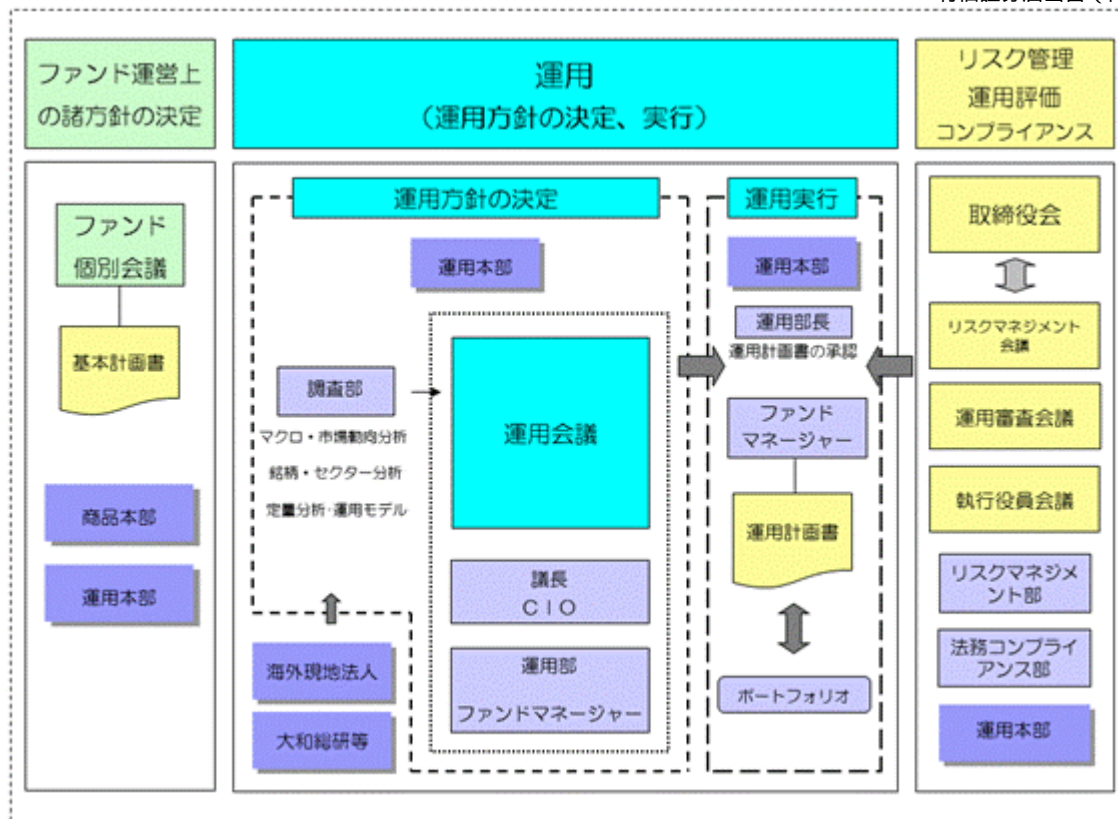 ファンド運営上
の諸方針の決定
運用
(運用方針の決定、実行)
リスク管理
運用評価
コンプライアンス
ファンド
個別会議
基本計画書
商品本部
運用本部
運用方針の決定
運用本部
調査部
マクロ・市場動向分析
銘柄・セクター分析
定量分析・運用モデル
運用会議
議長
CIO
運用部
ファンドマネージャー
海外現地法人
大和総研等
運用実行
運用本部
運用部長
運用計画書の承認
ファンド
マネージャー
運用計画書
ポートフォリオ
取締役会
リスクマネジメント
会議
運用審査会議
執行役員会議
リスクマネジメ
ント部
法務コンプライ
アンス部
運用本部